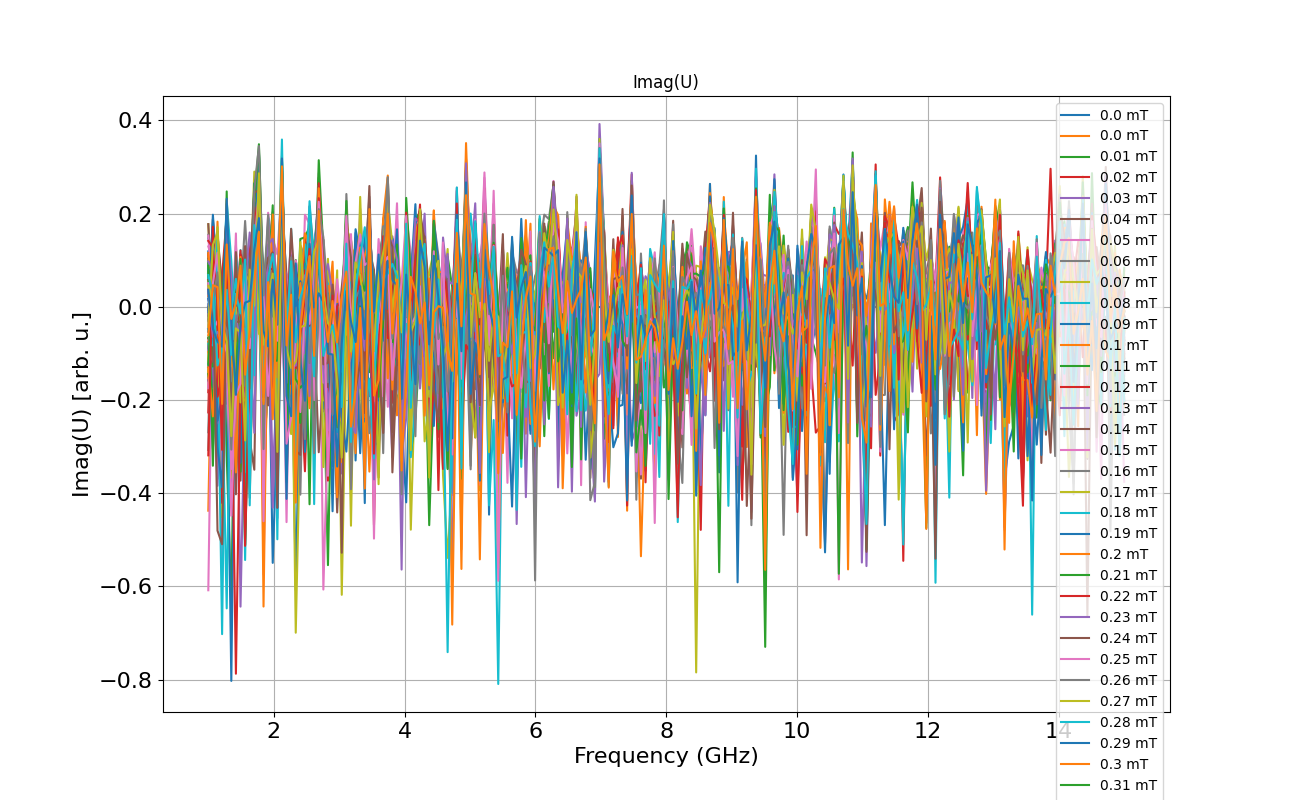 Imag(U)
Imag(U) [arb. u.]
0.4
0.2
0.0
−0.2
−0.4
−0.6
−0.8
2
4
6
8
10
12
14
Frequency (GHz)
0.0 mT
0.0 mT
0.01 mT
0.02 mT
0.03 mT
0.04 mT
0.05 mT
0.06 mT
0.07 mT
0.08 mT
0.09 mT
0.1 mT
0.11 mT
0.12 mT
0.13 mT
0.14 mT
0.15 mT
0.16 mT
0.17 mT
0.18 mT
0.19 mT
0.2 mT
0.21 mT
0.22 mT
0.23 mT
0.24 mT
0.25 mT
0.26 mT
0.27 mT
0.28 mT
0.29 mT
0.3 mT
0.31 mT